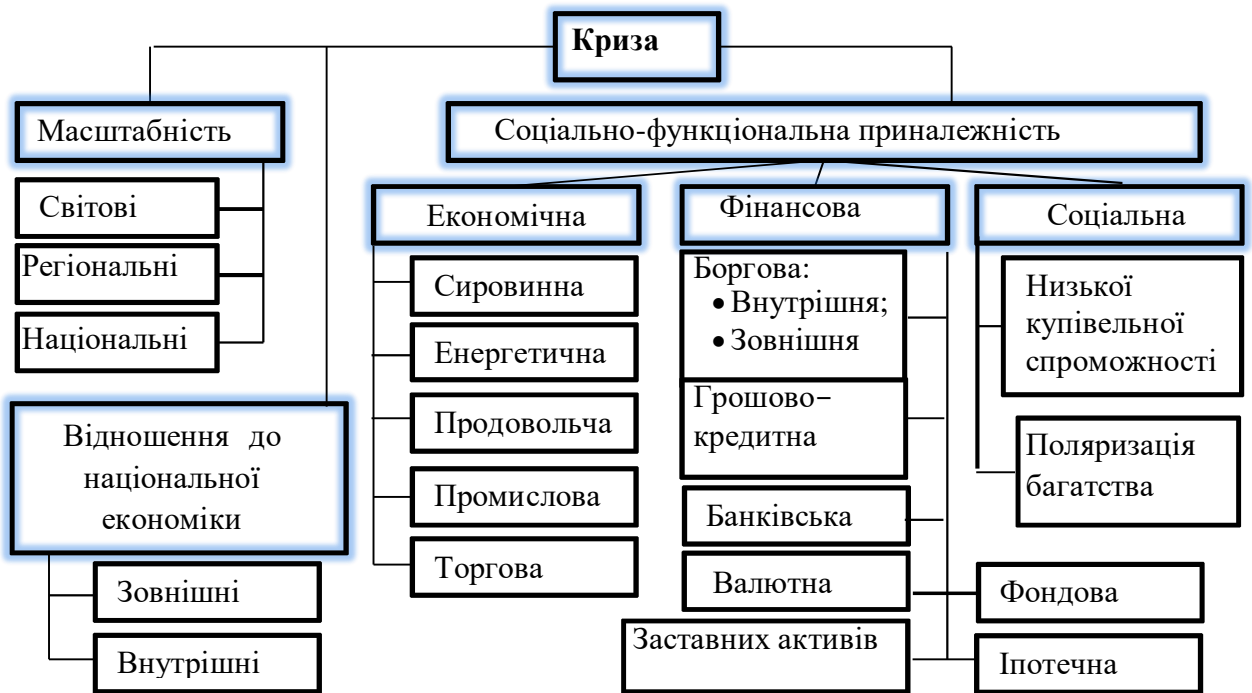 Криза
Масштабність
Соціально-функціональна приналежність
Світові
Регіональні
Національні
Відношення до
національної
економіки
Зовнішні
Внутрішні
Економічна
Сировинна
Енергетична
Продовольча
Промислова
Торгова
Фінансова
Боргова:
• Внутрішня;
• Зовнішня
Грошово–
кредитна
Банківська
Валютна
Заставних активів
Фондова
Іпотечна
Соціальна
Низької
купівельної
спроможності
Поляризація
багатства